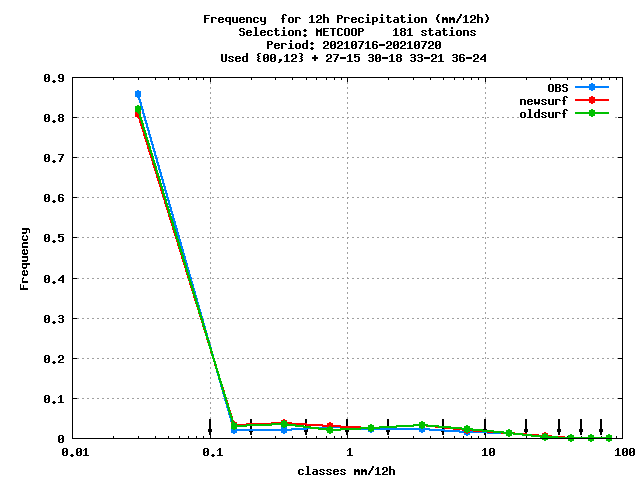 Frequency  for 12h Precipitation (mm/12h)
Selection: METCOOP    181 stations
Period: 20210716-20210720
Used {00,12} + 27-15 30-18 33-21 36-24
OBS
newsurf
oldsurf
0.9
0.8
0.7
0.6
0.5
0.4
0.3
0.2
0.1
0
Frequency
0.01 0.1 1 10 100
classes mm/12h